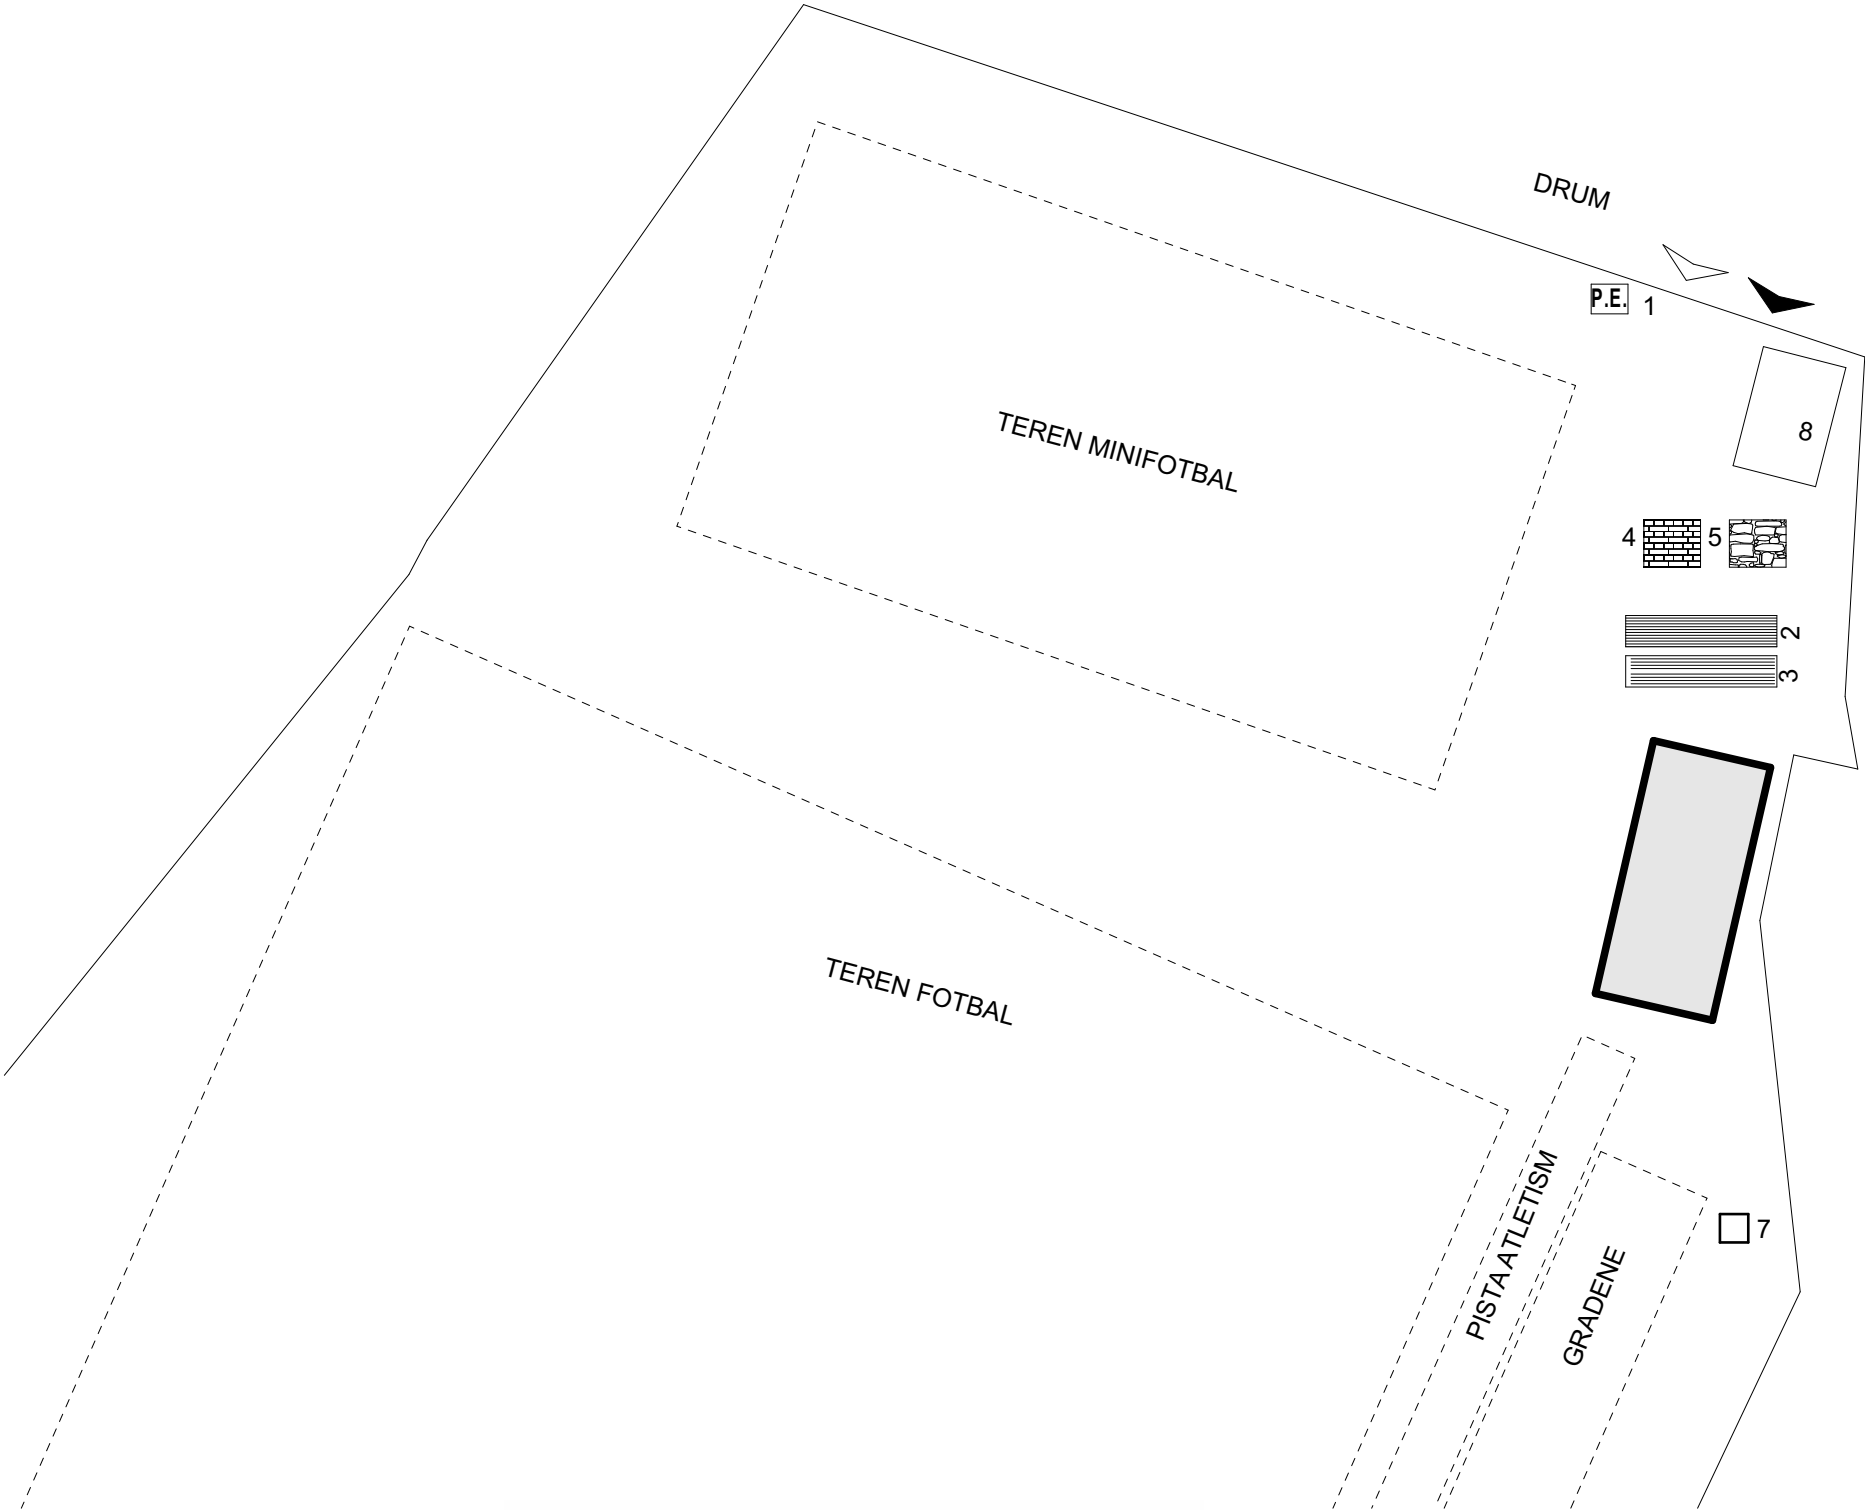 DRUM
P.E. 1
8
TEREN MINIFOTBAL
4 5
2
3
TEREN FOTBAL
PISTA ATLETISM
7
GRADENE